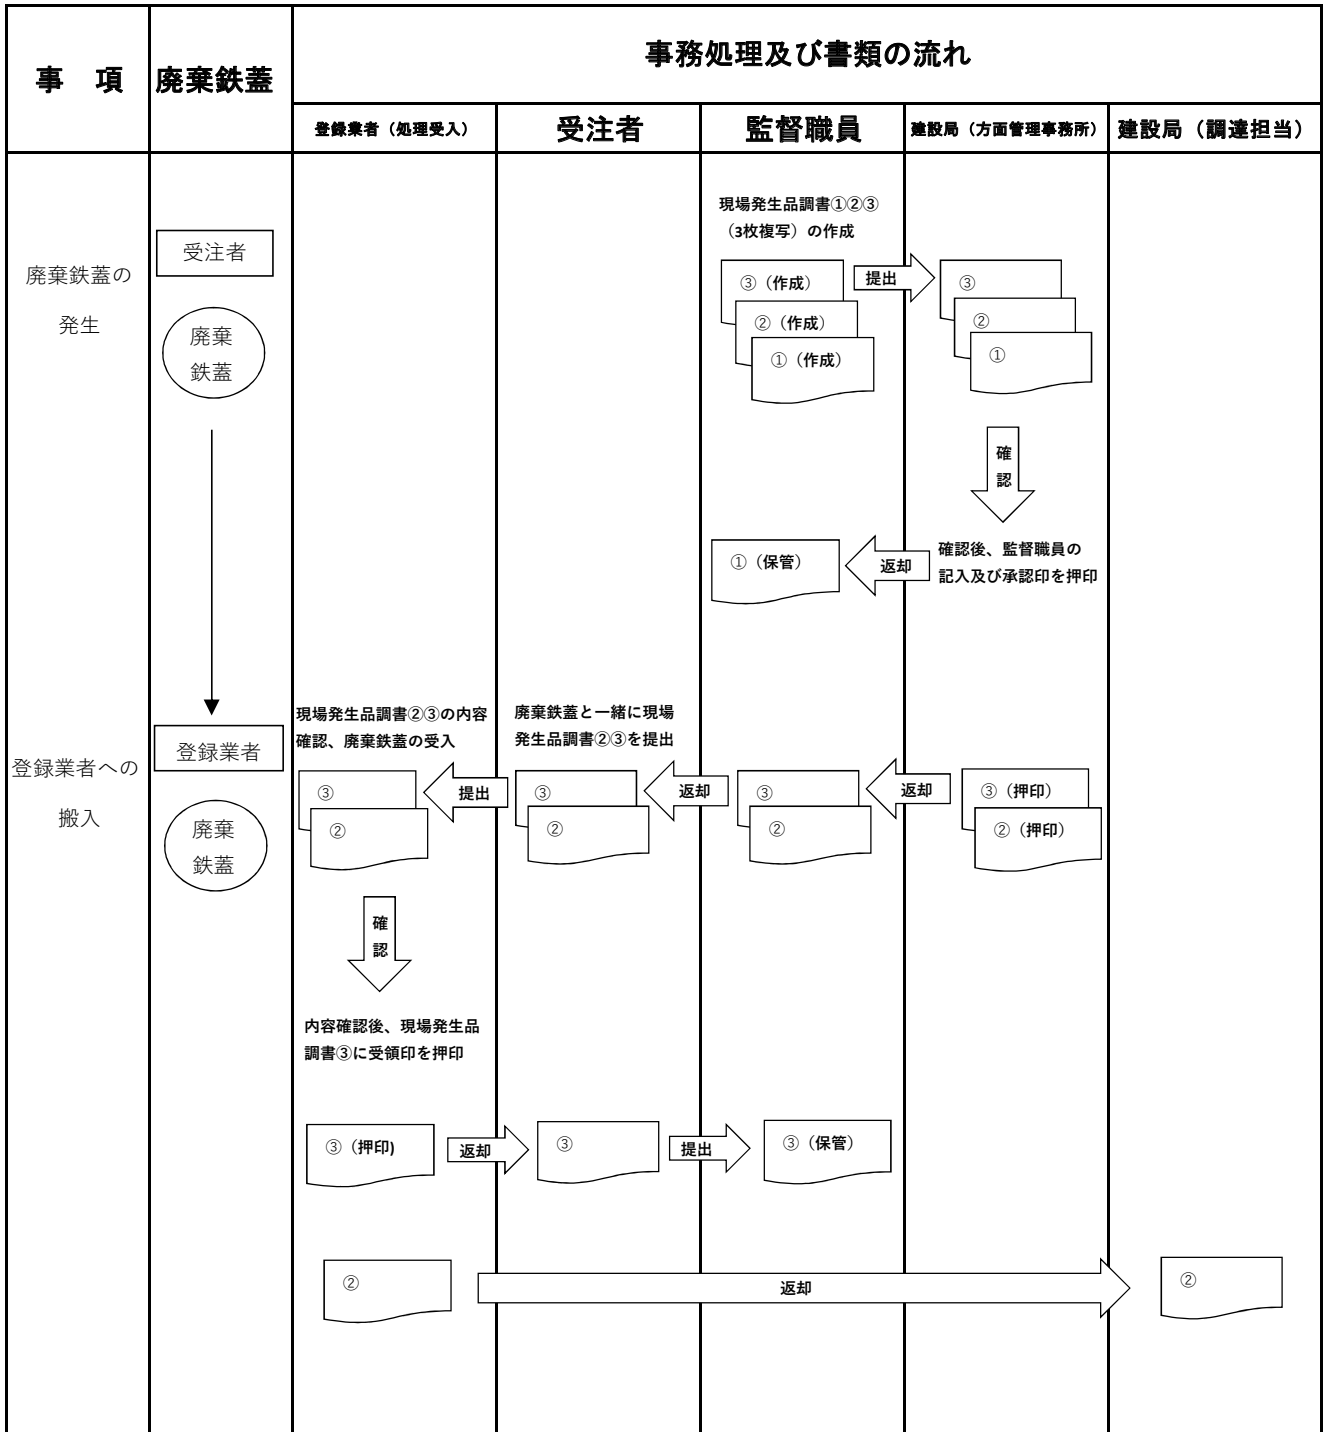 事　項
廃棄鉄蓋
事務処理及び書類の流れ
登録業者（処理受入）
受注者
監督職員
建設局（方面管理事務所）
建設局（調達担当）
廃棄鉄蓋の
発生
受注者
廃棄
鉄蓋
現場発生品調書①②③
（3枚複写）の作成
③（作成）
②（作成）
①（作成）
提出
③
②
①
確
認
確認後、監督職員の
記入及び承認印を押印
返却
①（保管）
登録業者への
搬入
登録業者
廃棄
鉄蓋
現場発生品調書②③の内容
確認、廃棄鉄蓋の受入
③
②
提出
廃棄鉄蓋と一緒に現場
発生品調書②③を提出
③
②
返却
③
②
返却
③（押印）
②（押印）
確
認
内容確認後、現場発生品
調書③に受領印を押印
③（押印)
返却
③
提出
③（保管）
②
返却
②